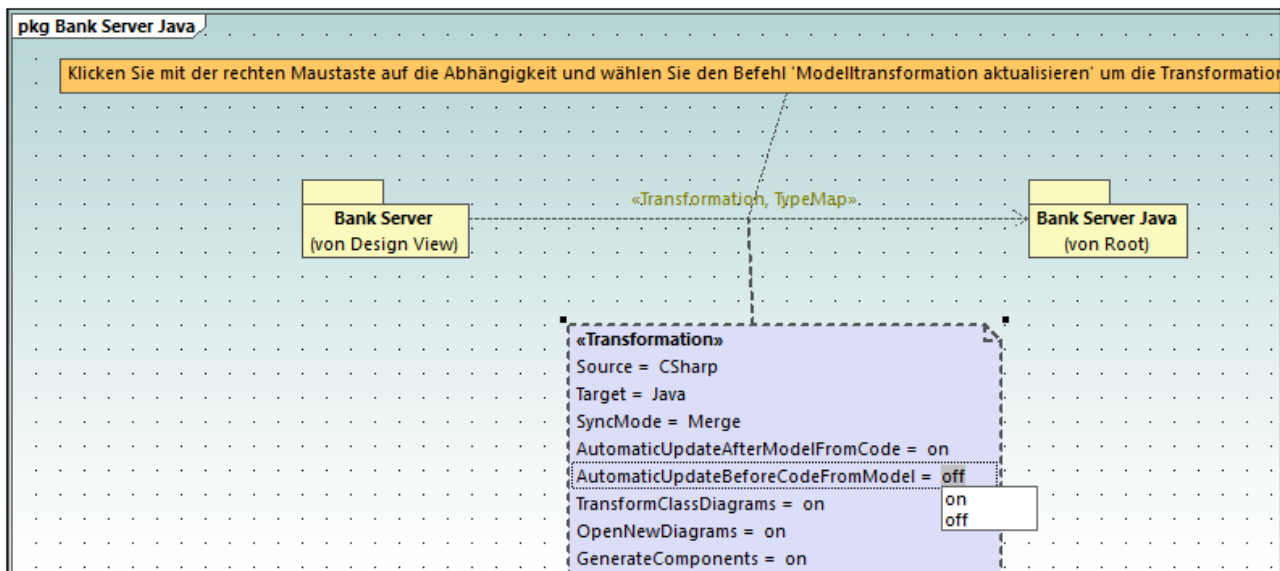 pkg Bank Server Java
Klicken Sie mit der rechten Maustaste auf die Abhängigkeit und wählen Sie den Befehl 'Modelltransformation aktualisieren' um die Transformation
«Transformation, TypeMap»
Bank Server
(von Design View)
Bank Server Java
(von Root)
«Transformation»
Source = CSharp
Target = Java
SyncMode = Merge
AutomaticUpdateAfterModelFromCode = on
AutomaticUpdateBeforeCodeFromModel = off
on
off
TransformClassDiagrams = on
OpenNewDiagrams = on
GenerateComponents = on